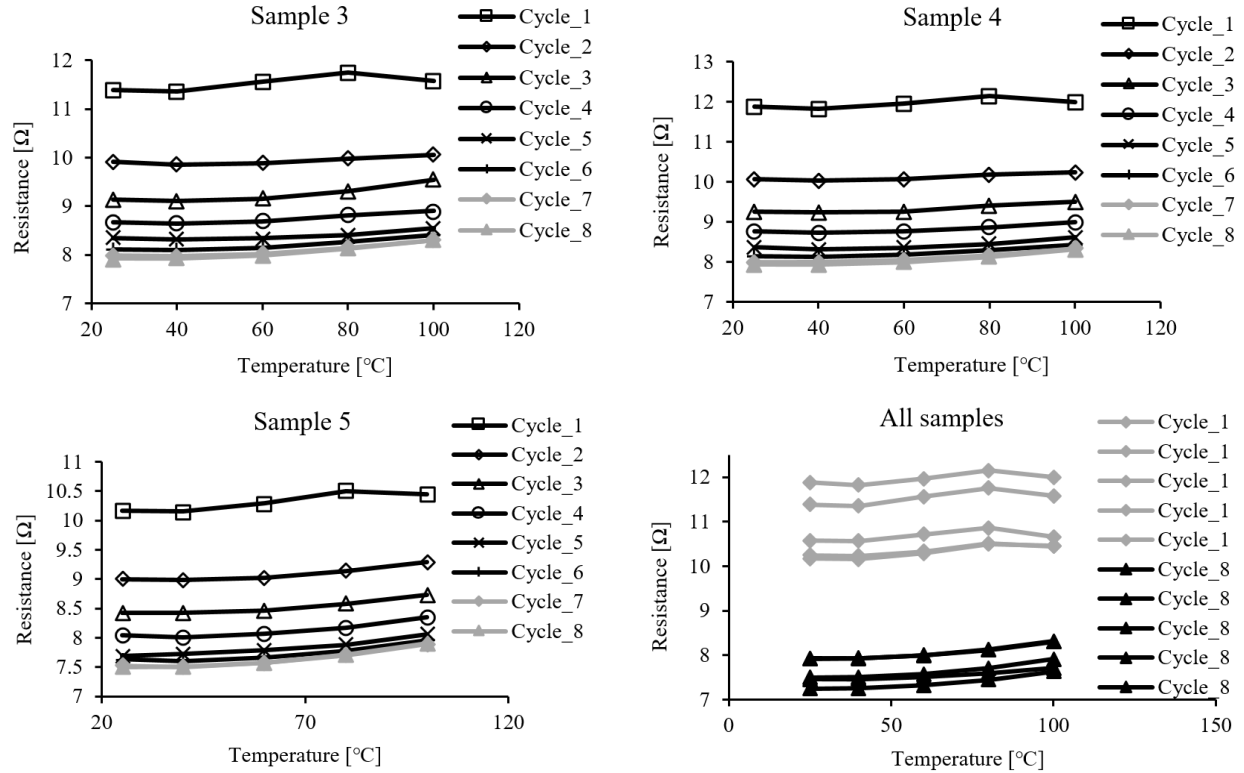 Sample 3
Resistance [Ω]
12
11
10
9
8
7
20
40
60
80
100
120
Temperature [°C]
Cycle_1
Cycle_2
Cycle_3
Cycle_4
Cycle_5
Cycle_6
Cycle_7
Cycle_8
Sample 4
Resistance [Ω]
13
12
11
10
9
8
7
20
40
60
80
100
120
Temperature [°C]
Cycle_1
Cycle_2
Cycle_3
Cycle_4
Cycle_5
Cycle_6
Cycle_7
Cycle_8
Sample 5
Resistance [Ω]
11
10.5
10
9.5
9
8.5
8
7.5
7
20
70
120
Temperature [°C]
Cycle_1
Cycle_2
Cycle_3
Cycle_4
Cycle_5
Cycle_6
Cycle_7
Cycle_8
All samples
Resistance [Ω]
12
11
10
9
8
7
0
50
100
150
Temperature [°C]
Cycle_1
Cycle_1
Cycle_1
Cycle_1
Cycle_1
Cycle_8
Cycle_8
Cycle_8
Cycle_8
Cycle_8